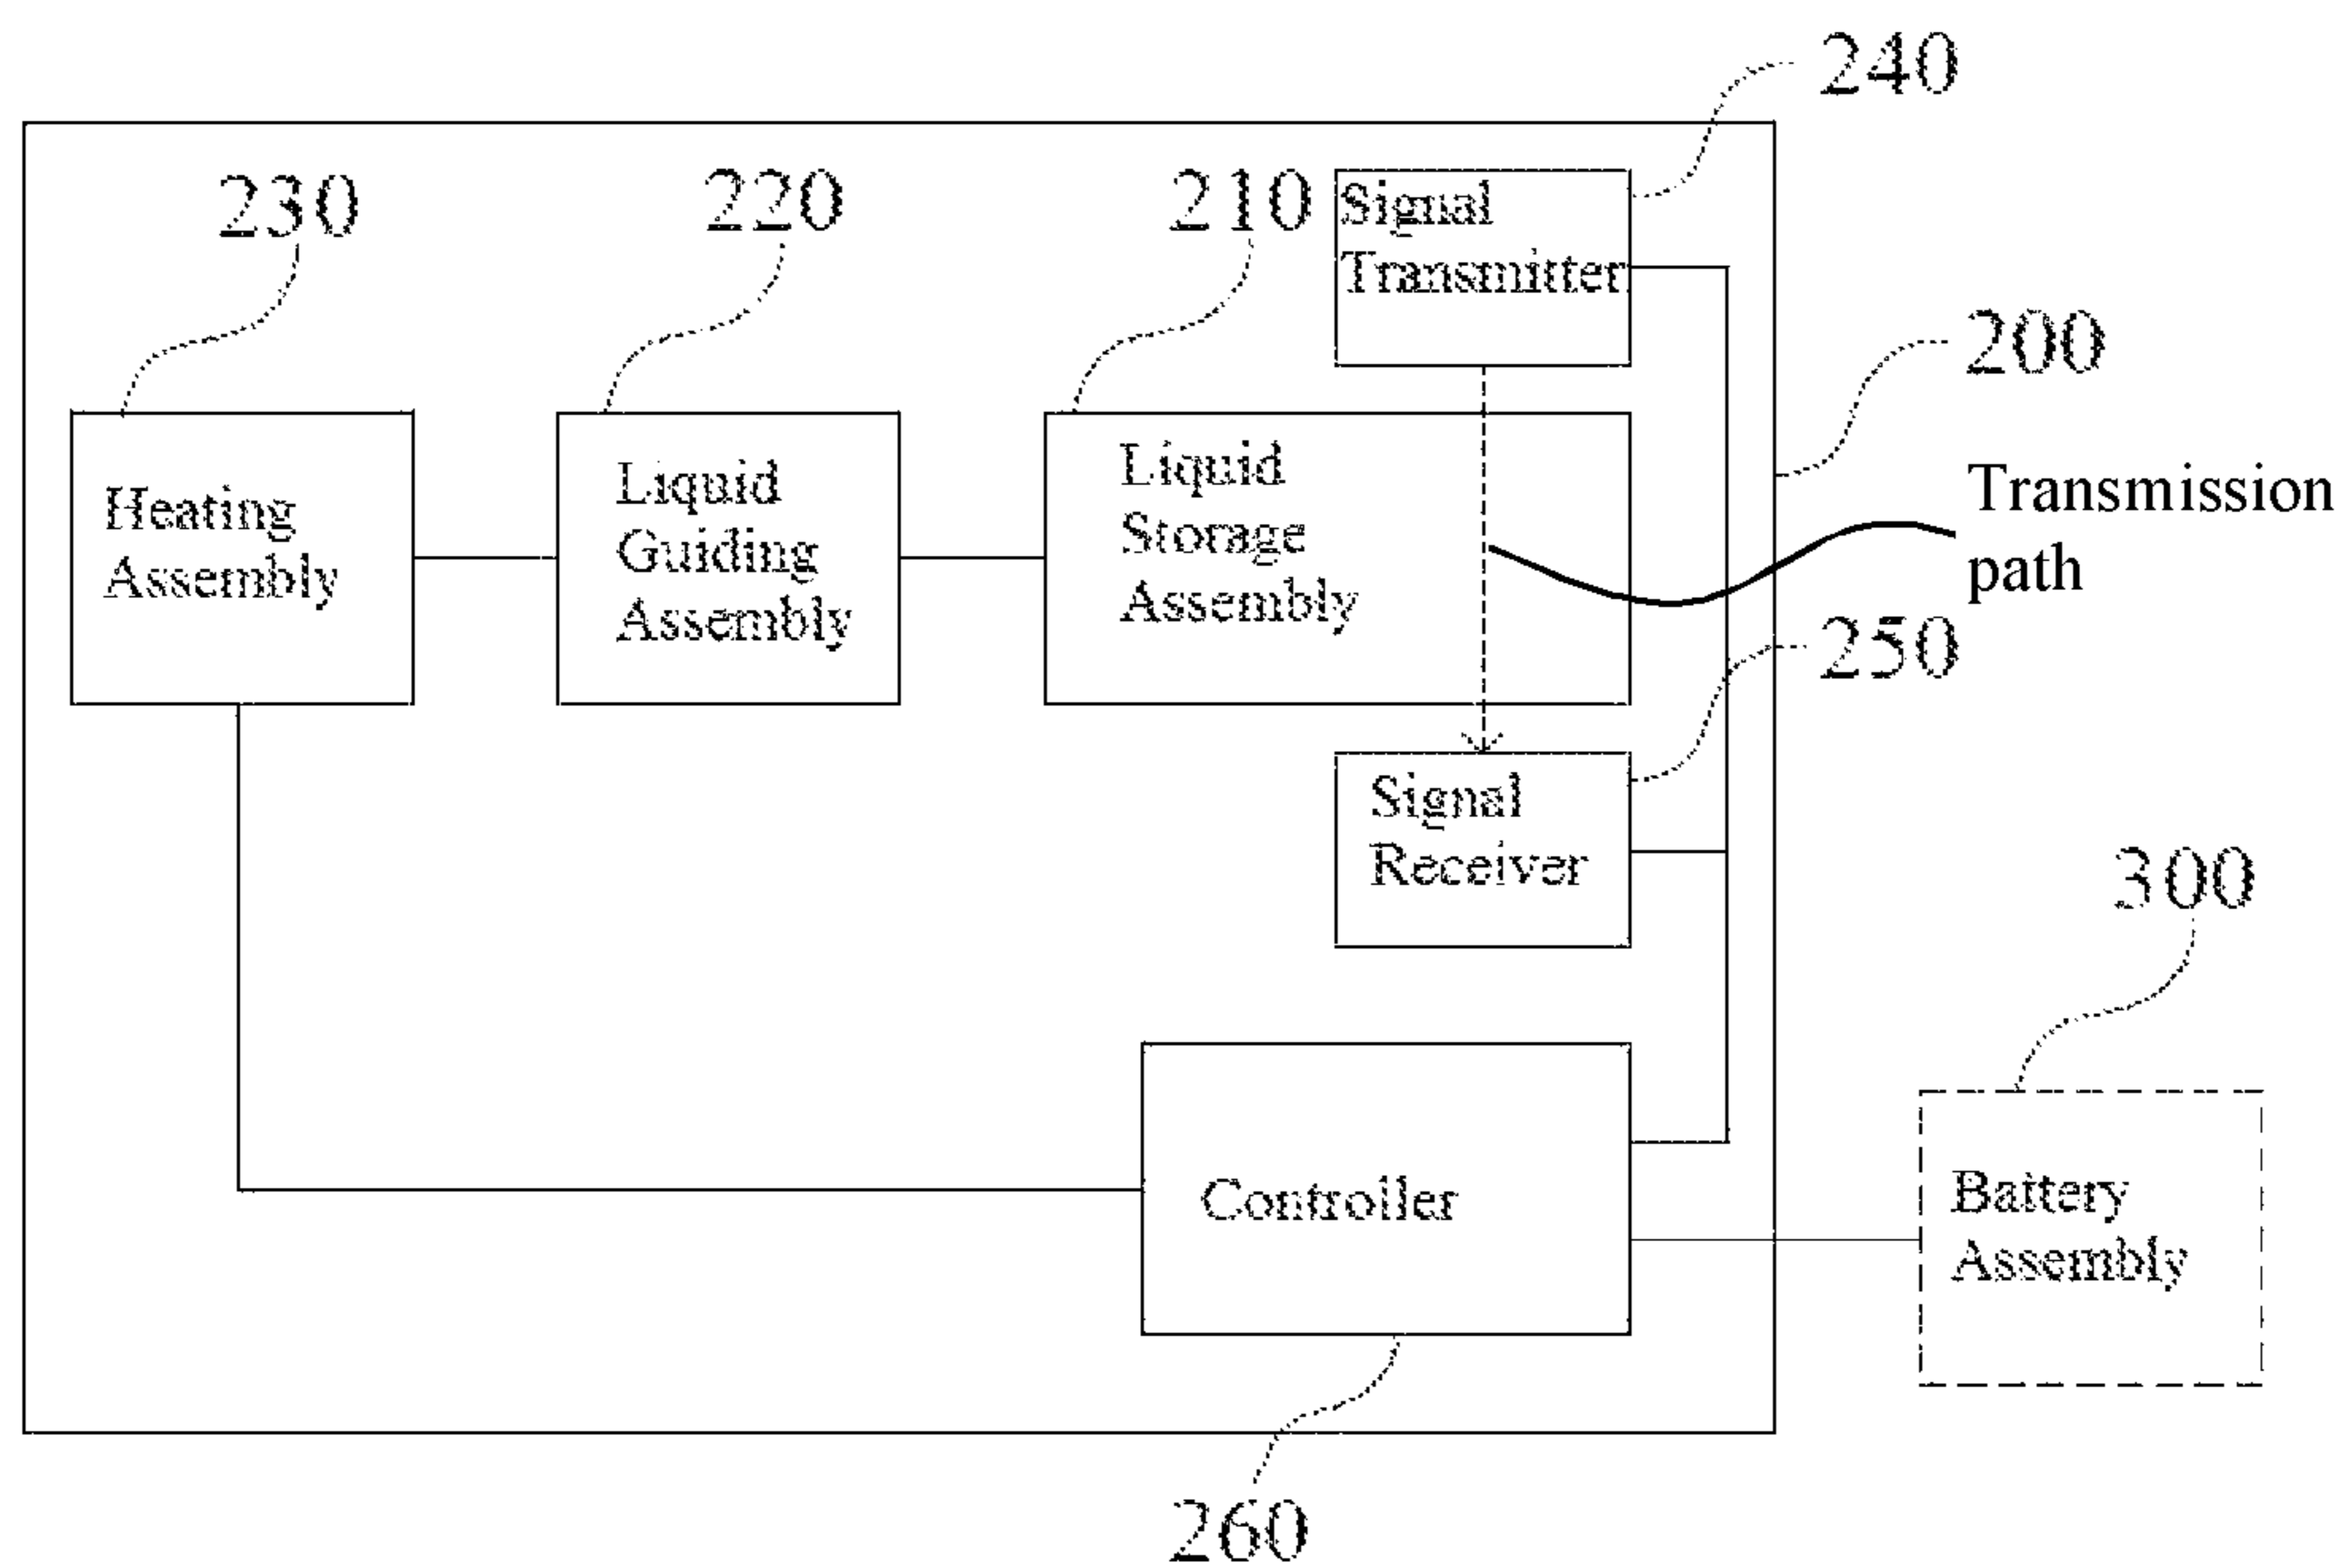 240
230
220
210
Signal
Transmitter
200
Heating
Assembly
Liquid
Guiding
Assembly
Liquid
Storage
Assembly
Transmission
path
250
Signal
Receiver
300
Controller
Battery
Assembly
260